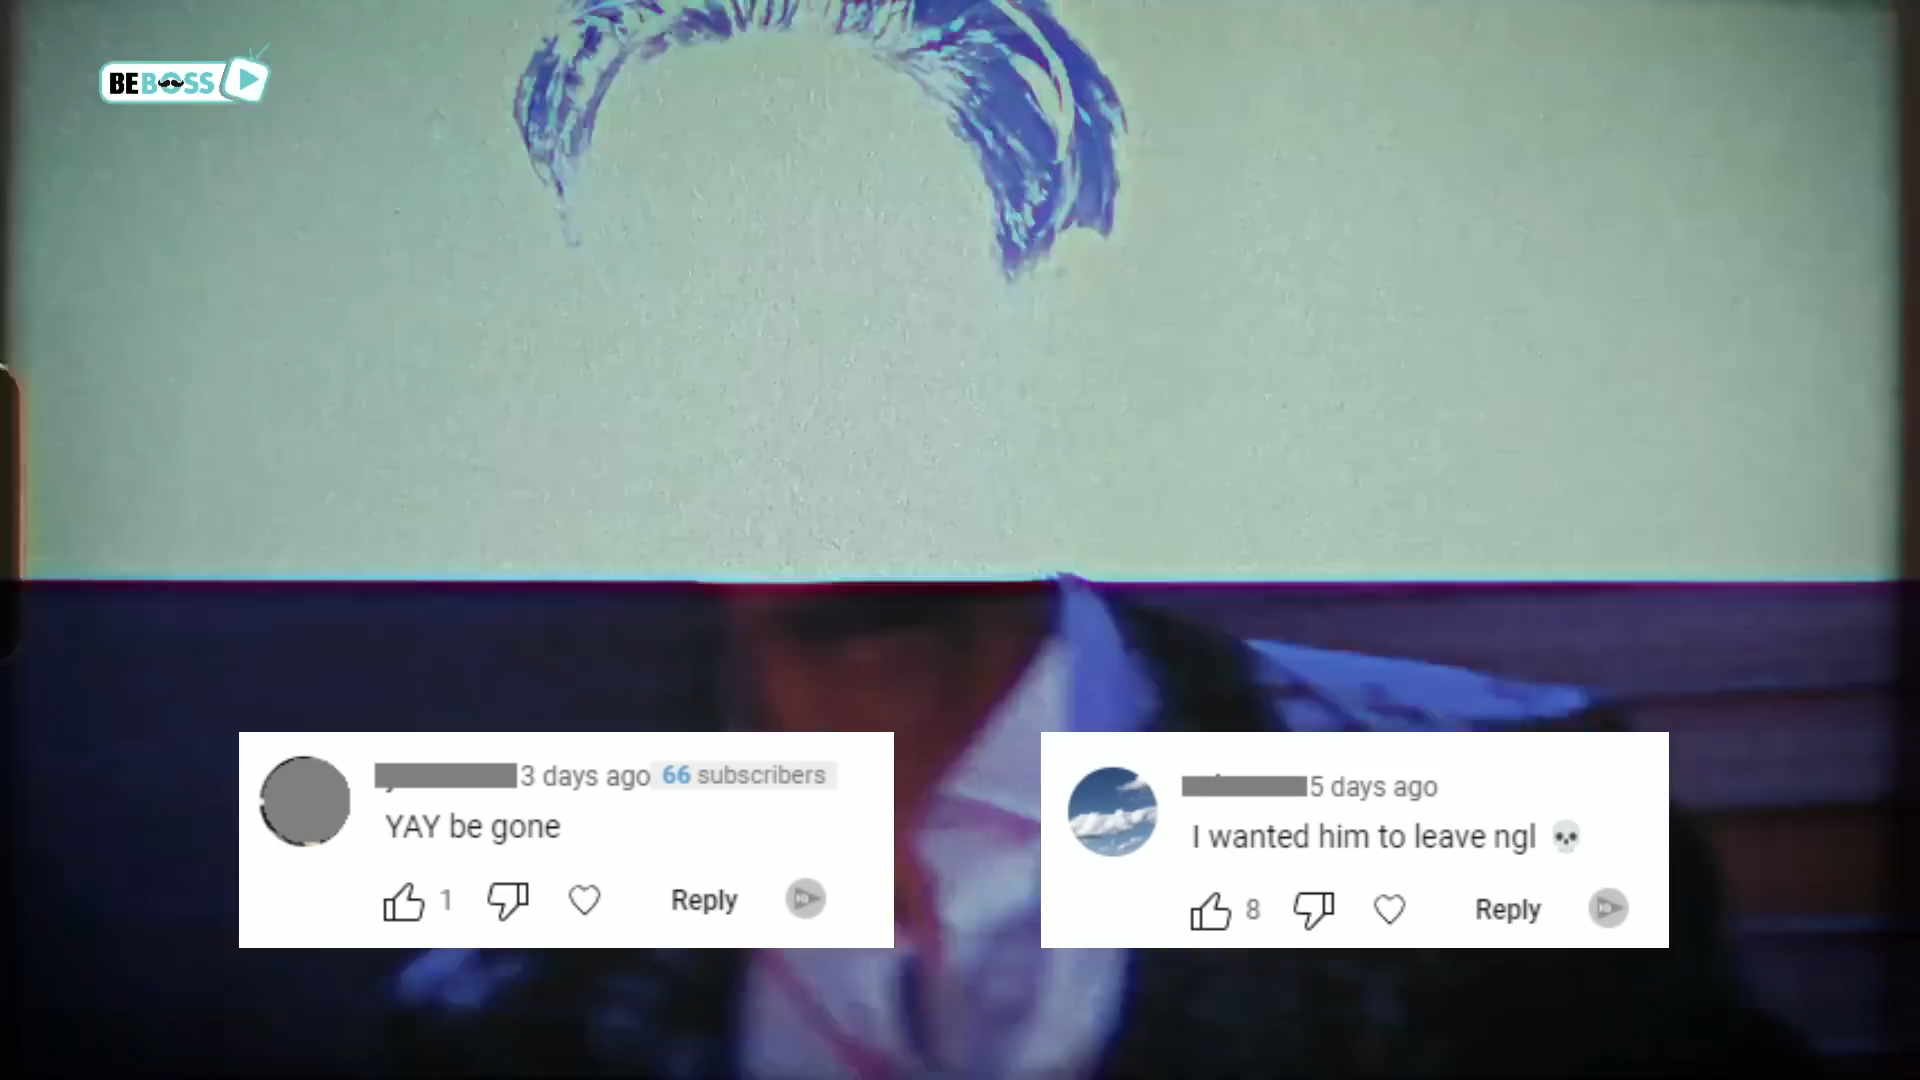 BEBOSS
3 days ago 66 subscribers
YAY be gone
1 Reply
5 days ago
I wanted him to leave ngl 💀
8 Reply